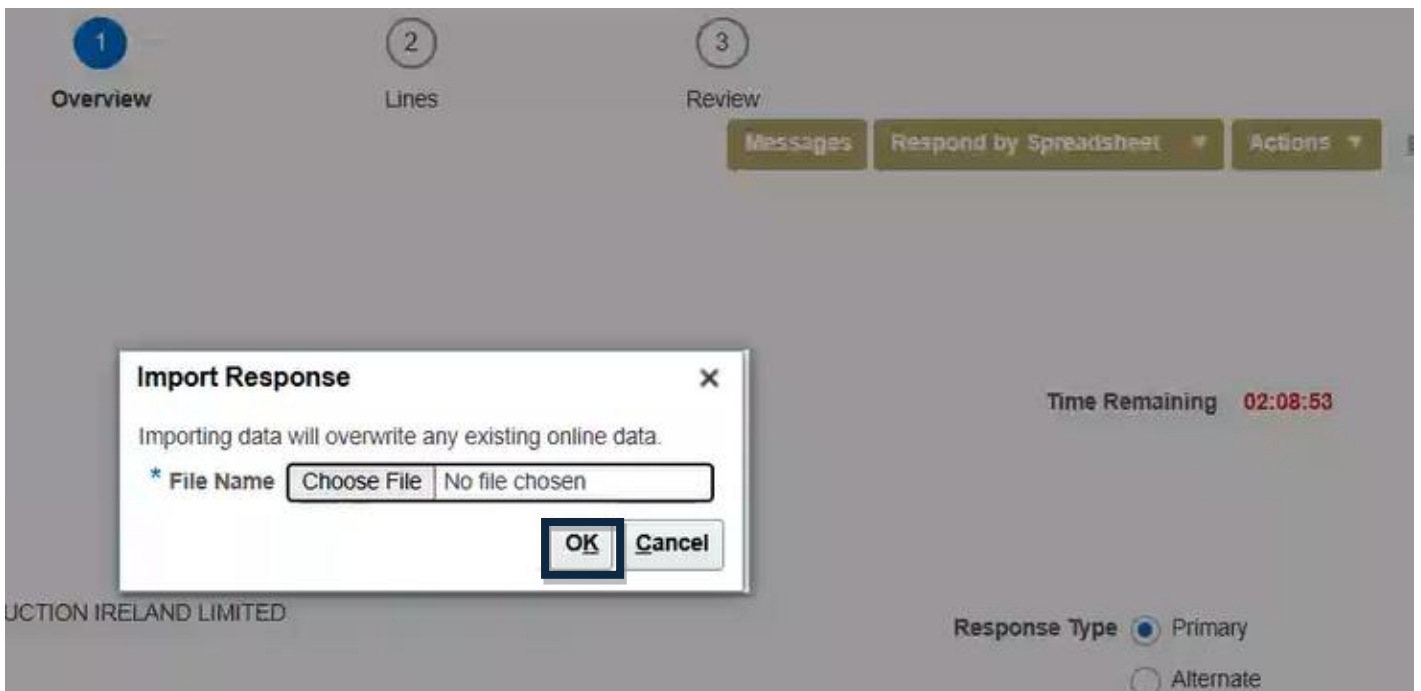 1 2 3
Overview Lines Review
Messages Respond by Spreadsheet Actions
Import Response
Importing data will overwrite any existing online data.
* File Name Choose File No file chosen
OK Cancel
Time Remaining 02:08:53
UCTION IRELAND LIMITED
Response Type Primary
Alternate